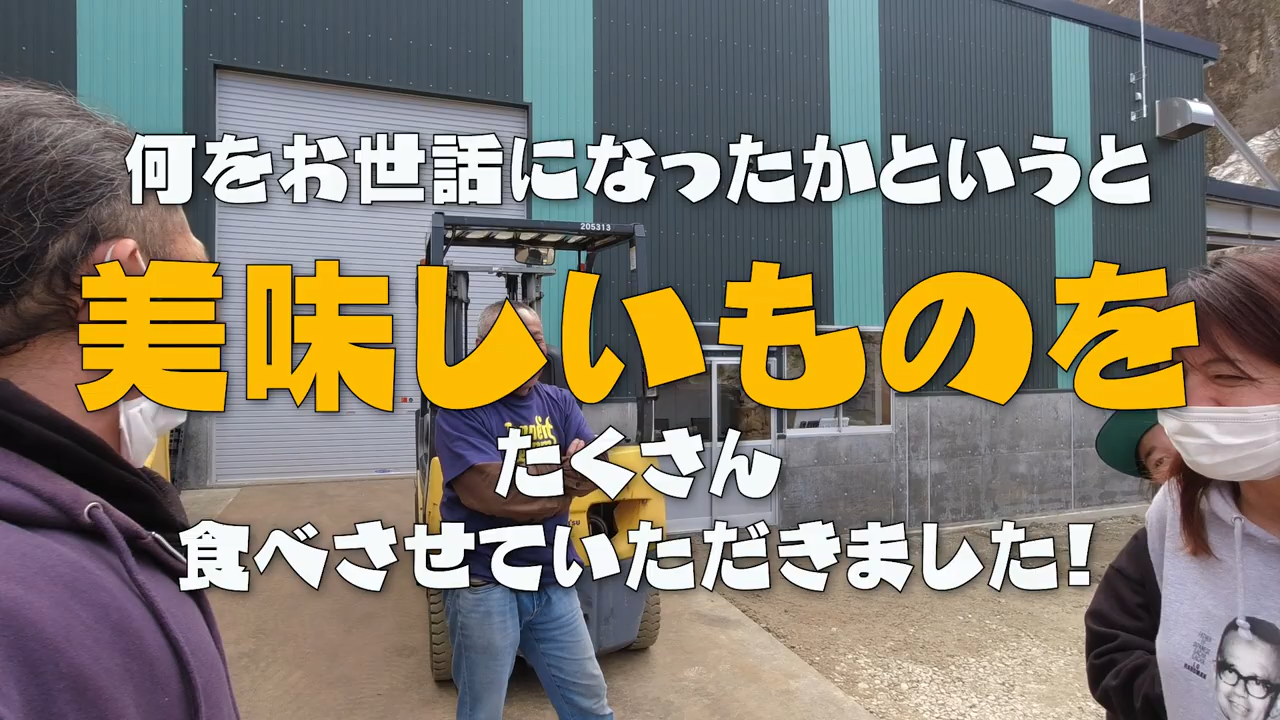 205313
何をお世話になったかというと
美味しいものを
たくさん
食べさせていただきました!